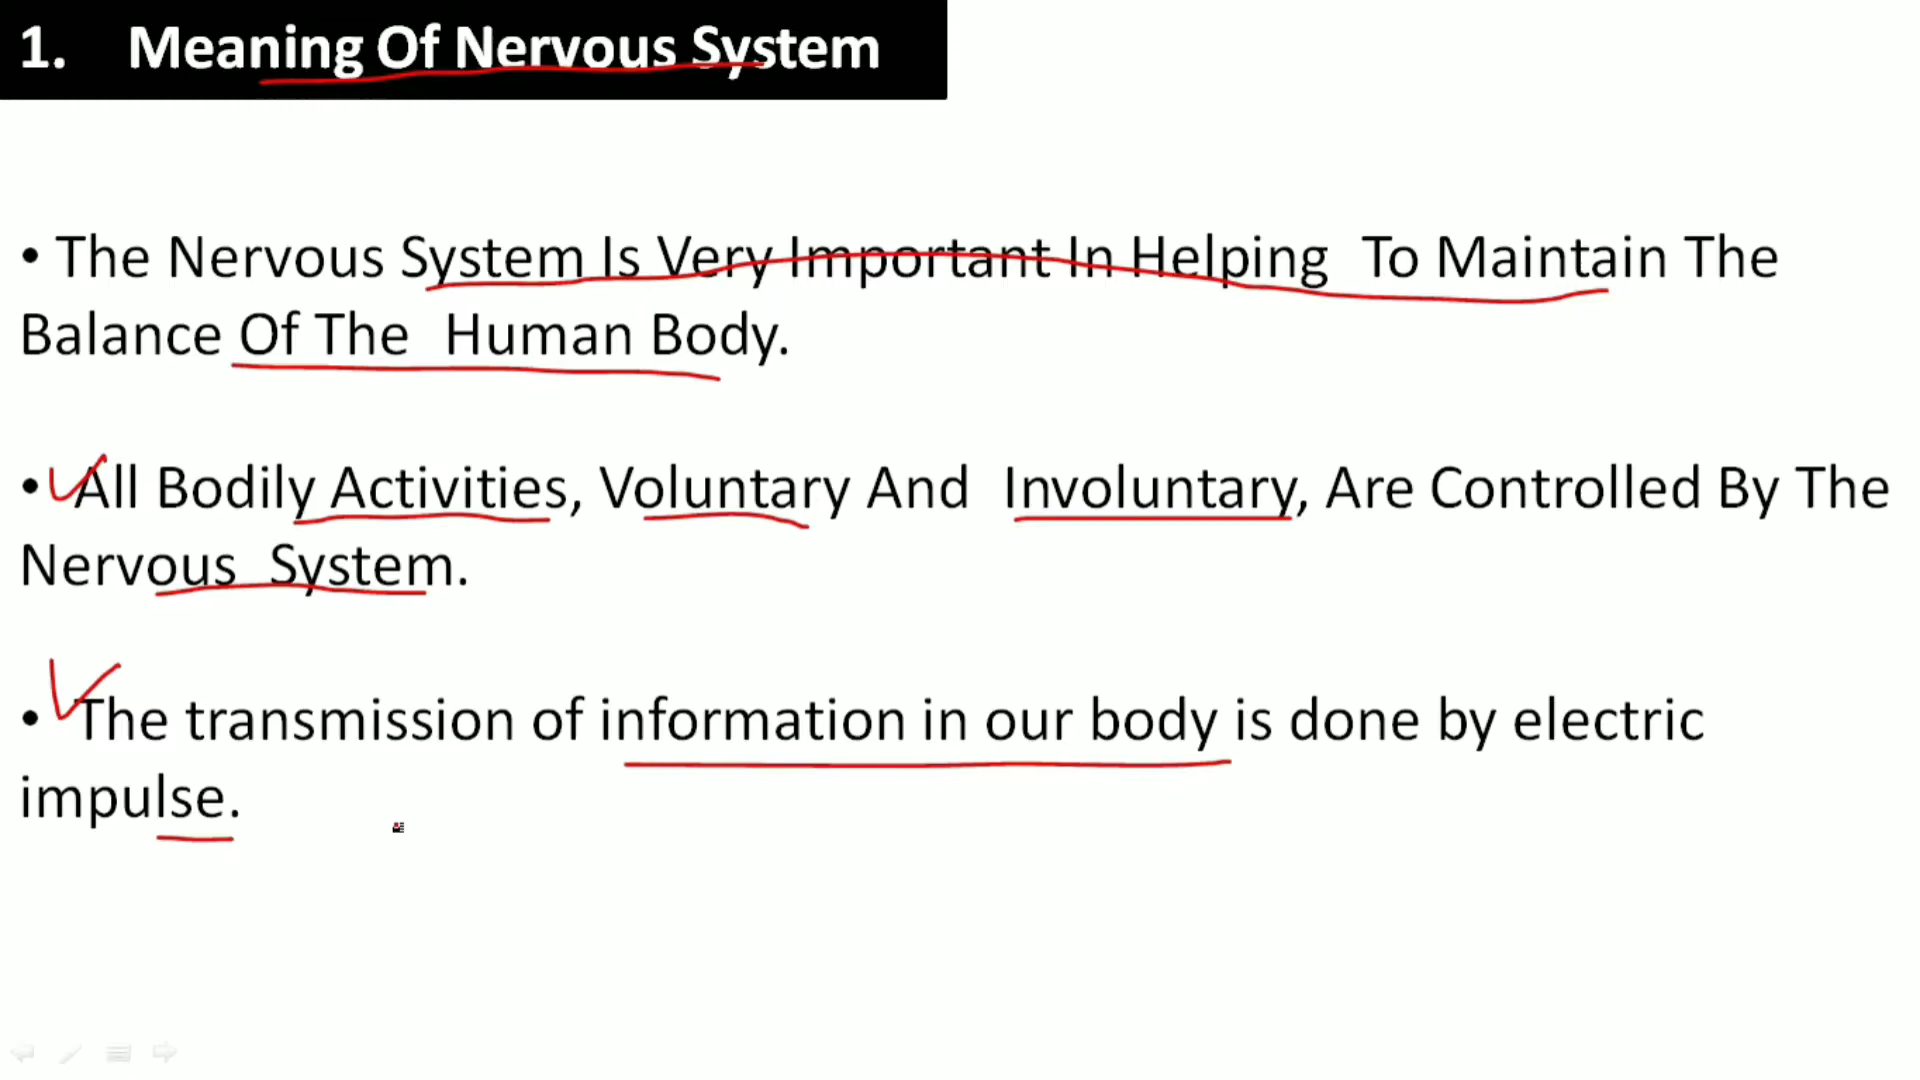 1. Meaning Of Nervous System
• The Nervous System Is Very Important In Helping To Maintain The
Balance Of The Human Body.
• All Bodily Activities, Voluntary And Involuntary, Are Controlled By The
Nervous System.
• The transmission of information in our body is done by electric
impulse.